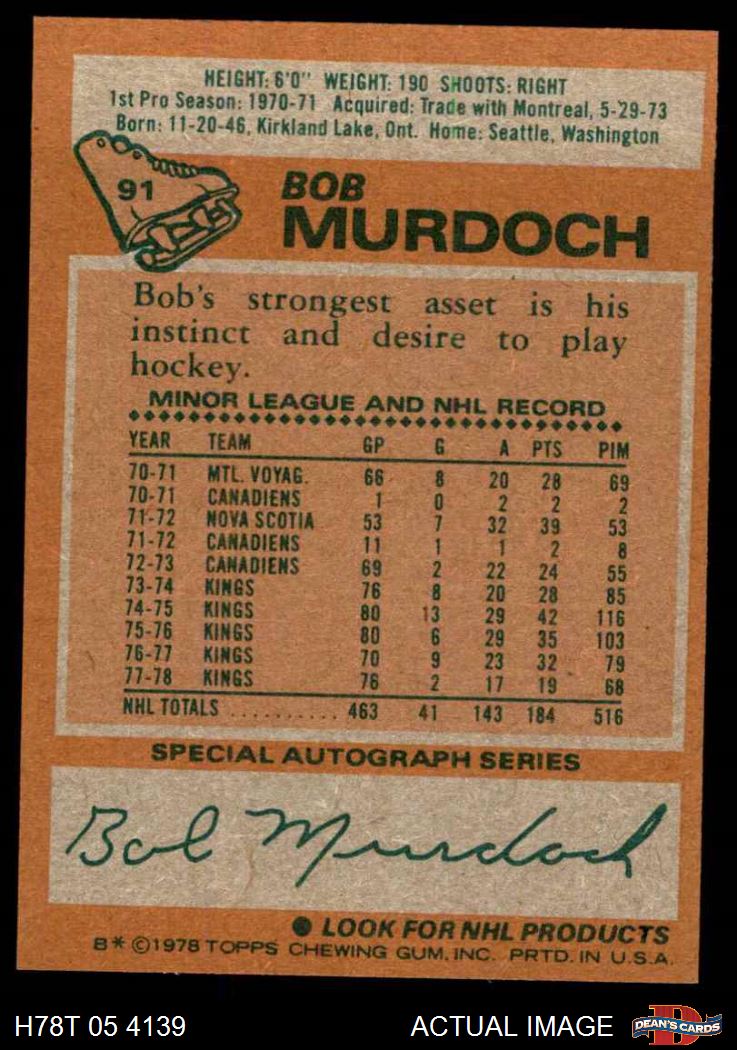 HEIGHT: 6'0" WEIGHT: 190 SHOOTS: RIGHT
1st Pro Season: 1970-71 Acquired: Trade with Montreal, 5-29-73
Born: 11-20-46, Kirkland Lake, Ont. Home: Seattle, Washington
91
BOB
MURDOCH
Bob's strongest asset is his
instinct and desire to play
hockey.
MINOR LEAGUE AND NHL RECORD
YEAR TEAM GP G A PTS PIM
70-71 MTL. VOYAG. 66 8 20 28 69
70-71 CANADIENS 1 0 2 2 2
71-72 NOVA SCOTIA 53 7 32 39 53
71-72 CANADIENS 11 1 1 2 8
72-73 CANADIENS 69 2 22 24 55
73-74 KINGS 76 8 20 28 85
74-75 KINGS 80 13 29 42 116
75-76 KINGS 80 6 29 35 103
76-77 KINGS 70 9 23 32 79
77-78 KINGS 76 2 17 19 68
NHL TOTALS .......... 463 41 143 184 516
SPECIAL AUTOGRAPH SERIES
Bob Murdoch
● LOOK FOR NHL PRODUCTS
B* ©1978 TOPPS CHEWING GUM, INC. PRTD. IN U.S.A.
H78T 05 4139 ACTUAL IMAGE DEAN'S CARDS